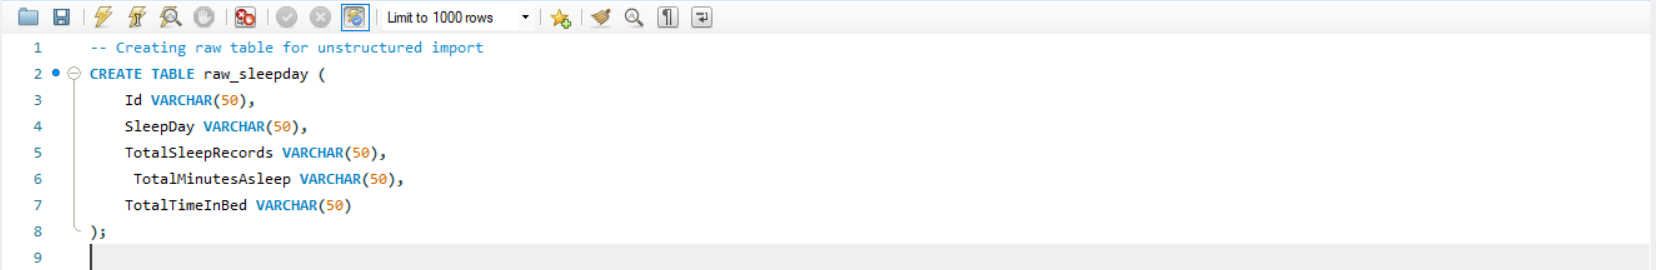 Limit to 1000 rows
1 -- Creating raw table for unstructured import
2 CREATE TABLE raw_sleepday (
3 Id VARCHAR(50),
4 SleepDay VARCHAR(50),
5 TotalSleepRecords VARCHAR(50),
6 TotalMinutesAsleep VARCHAR(50),
7 TotalTimeInBed VARCHAR(50)
8 );
9